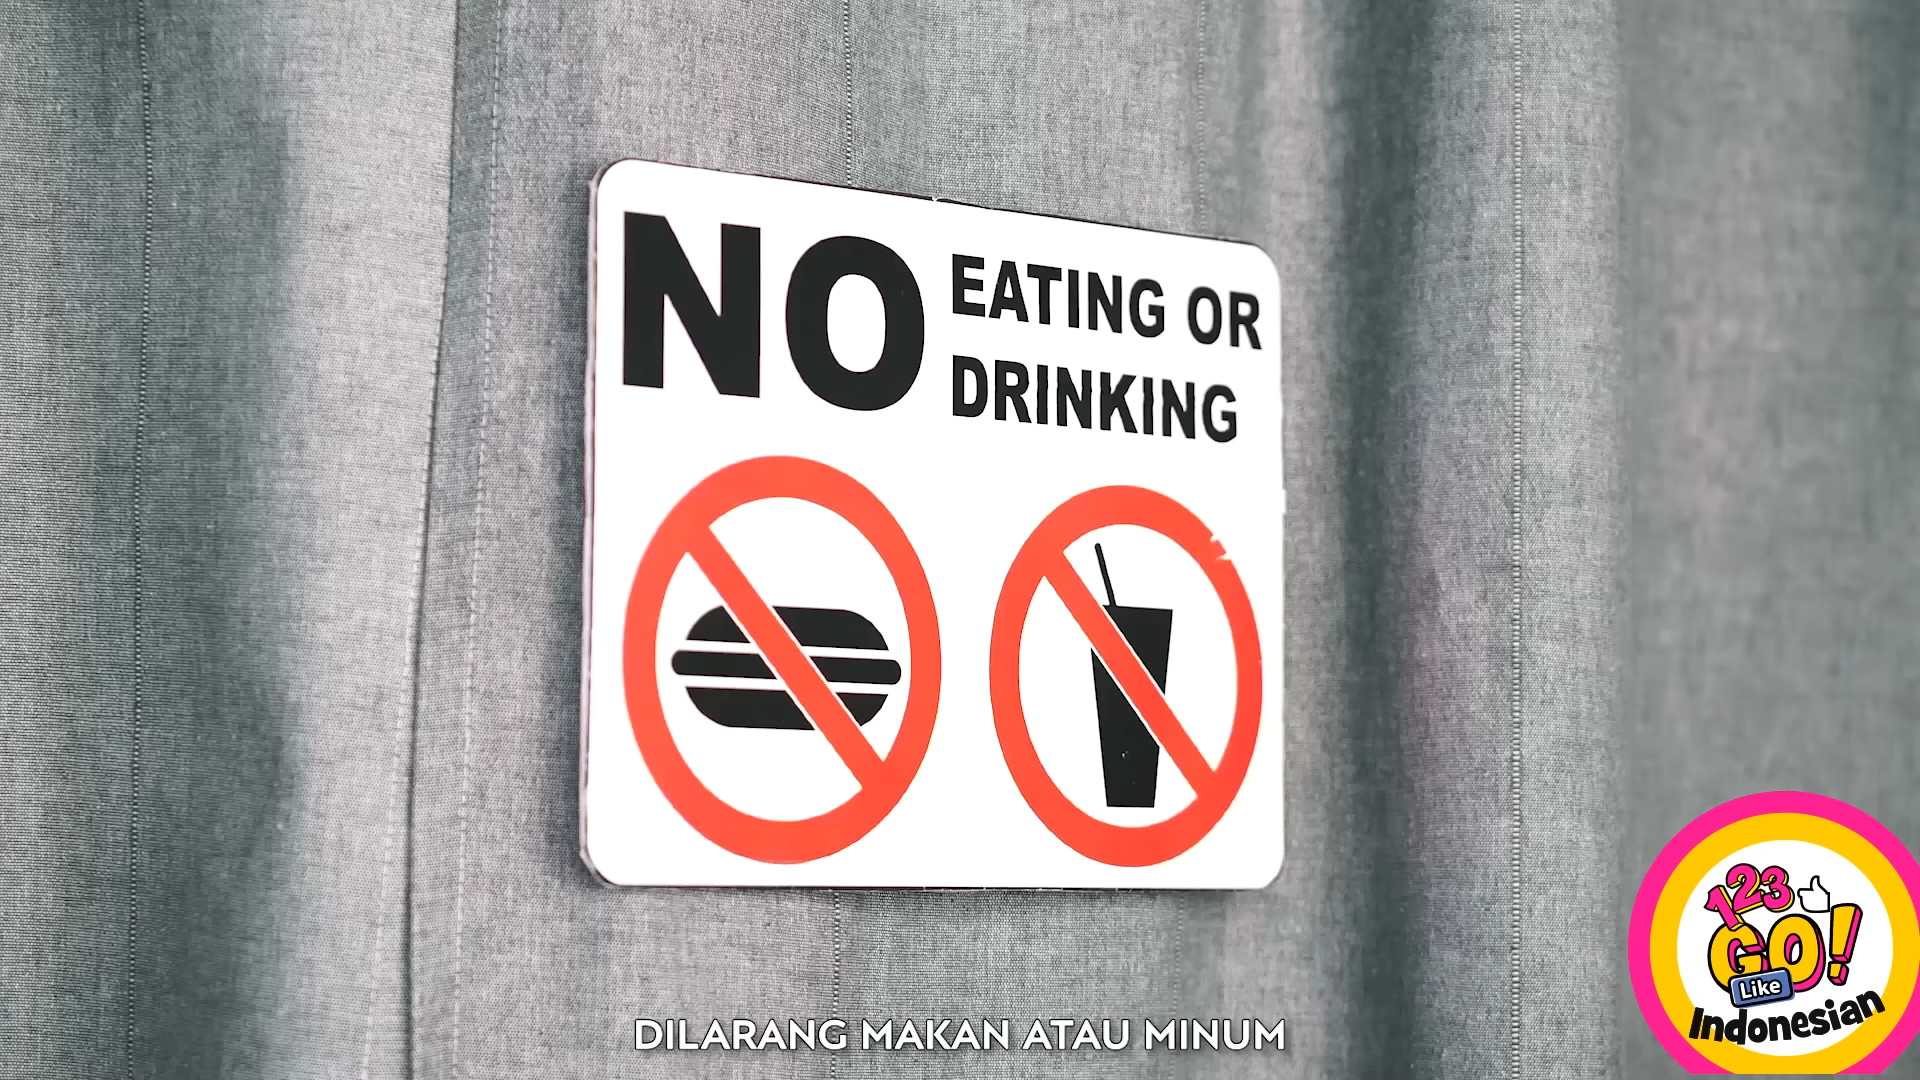 NO EATING OR
DRINKING
123
GO!
Like
Indonesian
DILARANG MAKAN ATAU MINUM